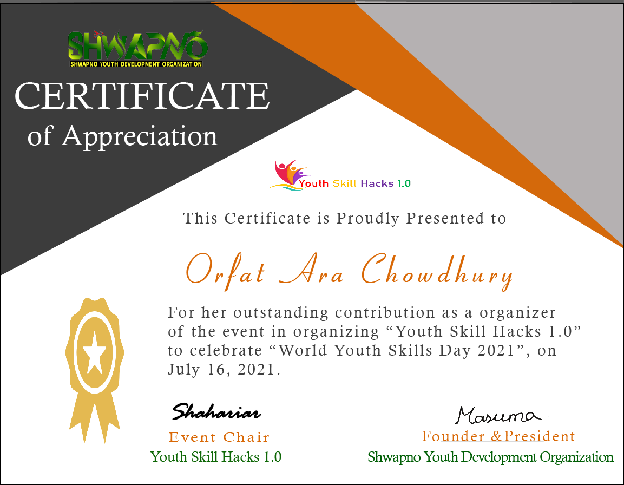 SHWAPNO
SHWAPNO YOUTH DEVELOPMENT ORGANIZATION
CERTIFICATE
of Appreciation
Youth Skill Hacks 1.0
This Certificate is Proudly Presented to
Orfat Ara Chowdhury
For her outstanding contribution as a organizer
of the event in organizing “Youth Skill Hacks 1.0”
to celebrate “World Youth Skills Day 2021”, on
July 16, 2021.
Shahariar
Event Chair
Youth Skill Hacks 1.0
Masuma
Founder & President
Shwapno Youth Development Organization